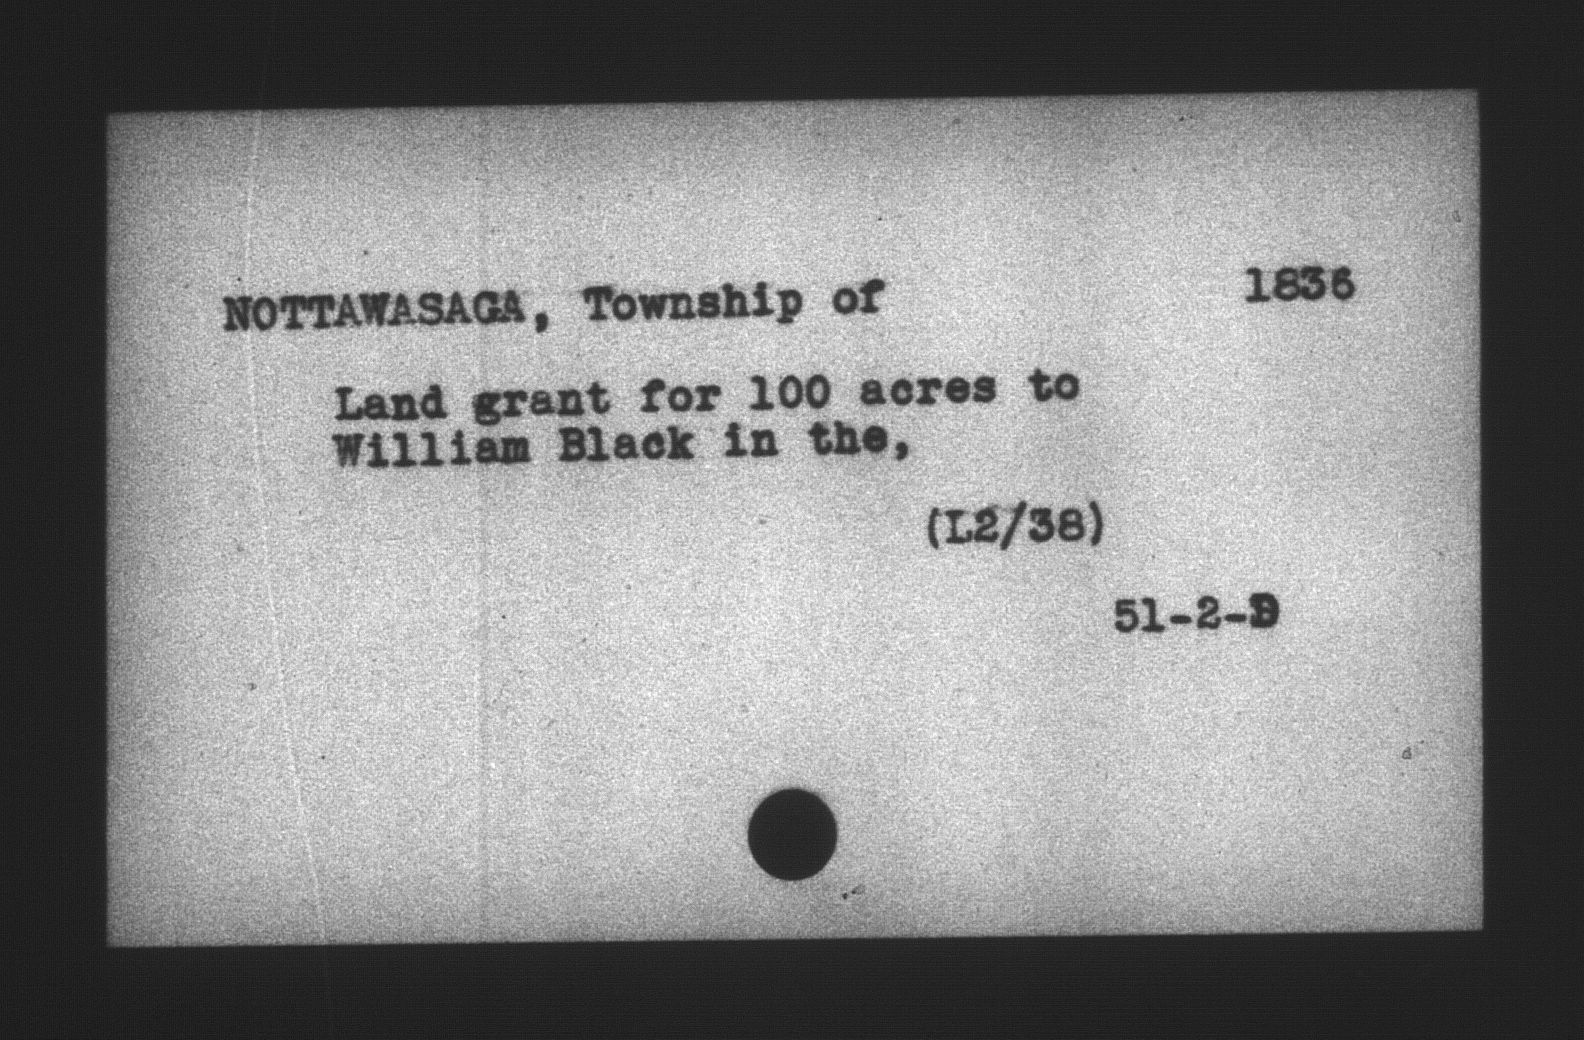 NOTTAWASAGA, Township of 1836
Land grant for 100 acres to
William Black in the,
(L2/38)
51-2-B